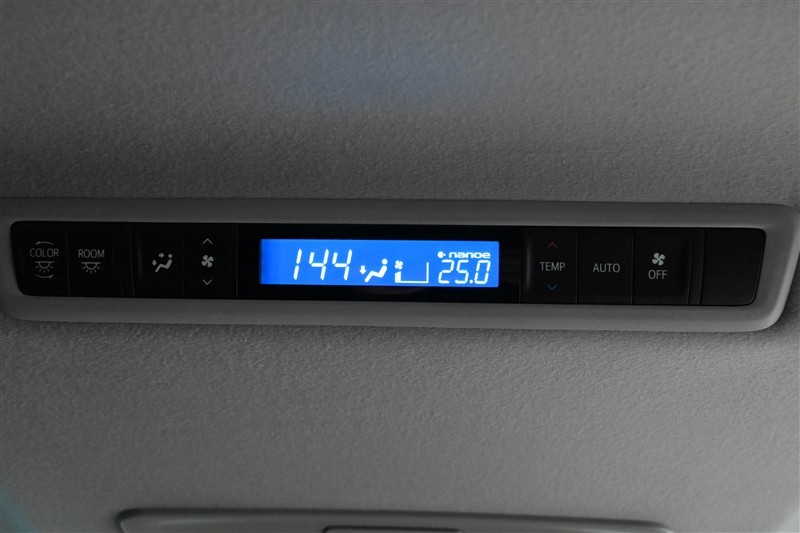 COLOR
ROOM
144
nanoe
25.0
TEMP
AUTO
OFF